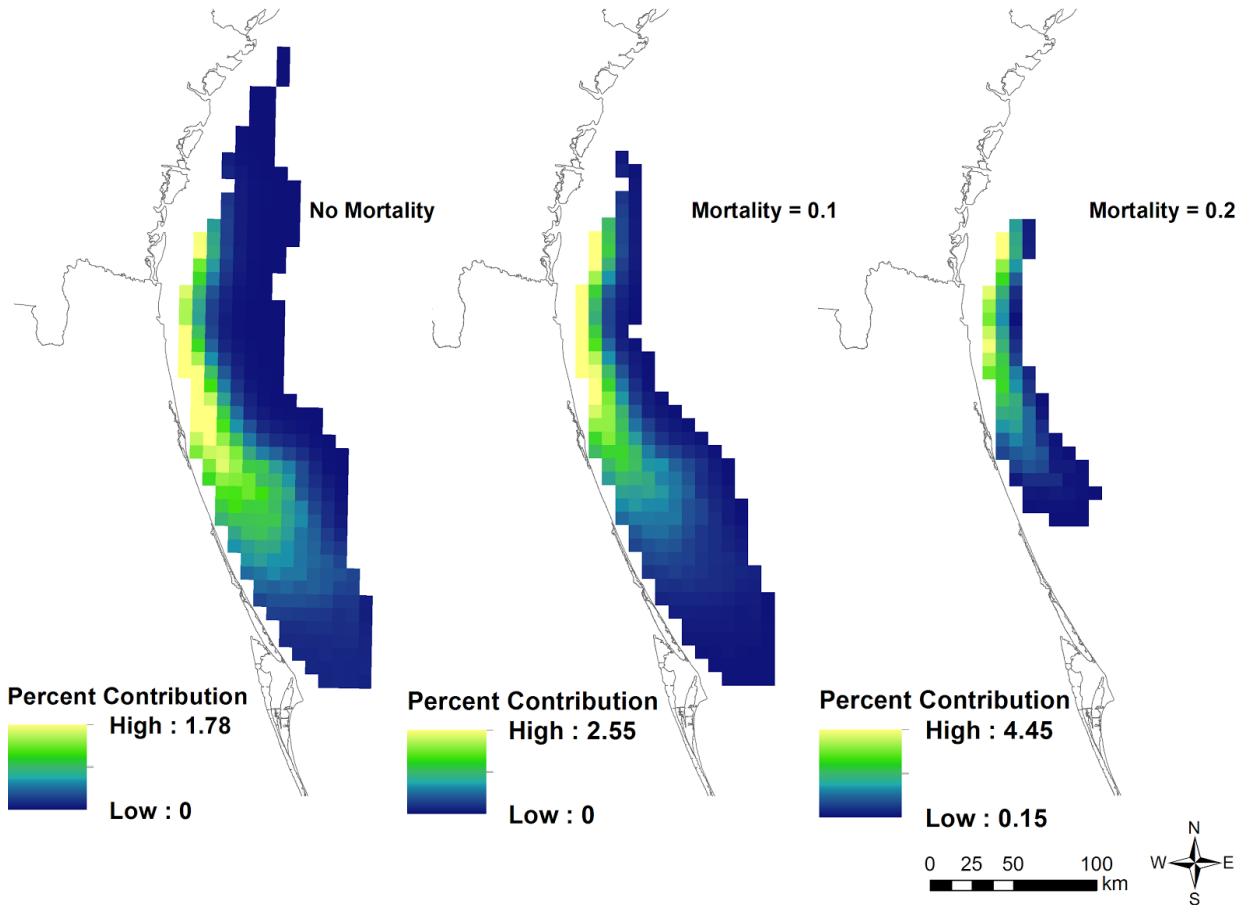 No Mortality
Mortality = 0.1
Mortality = 0.2
Percent Contribution
High : 1.78
Low : 0
Percent Contribution
High : 2.55
Low : 0
Percent Contribution
High : 4.45
Low : 0.15
0 25 50 100
km
N
W E
S